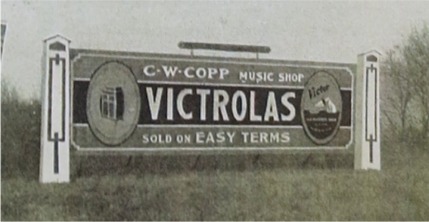 C·W·COPP MUSIC SHOP
VICTROLAS
Victor
SOLD ON EASY TERMS